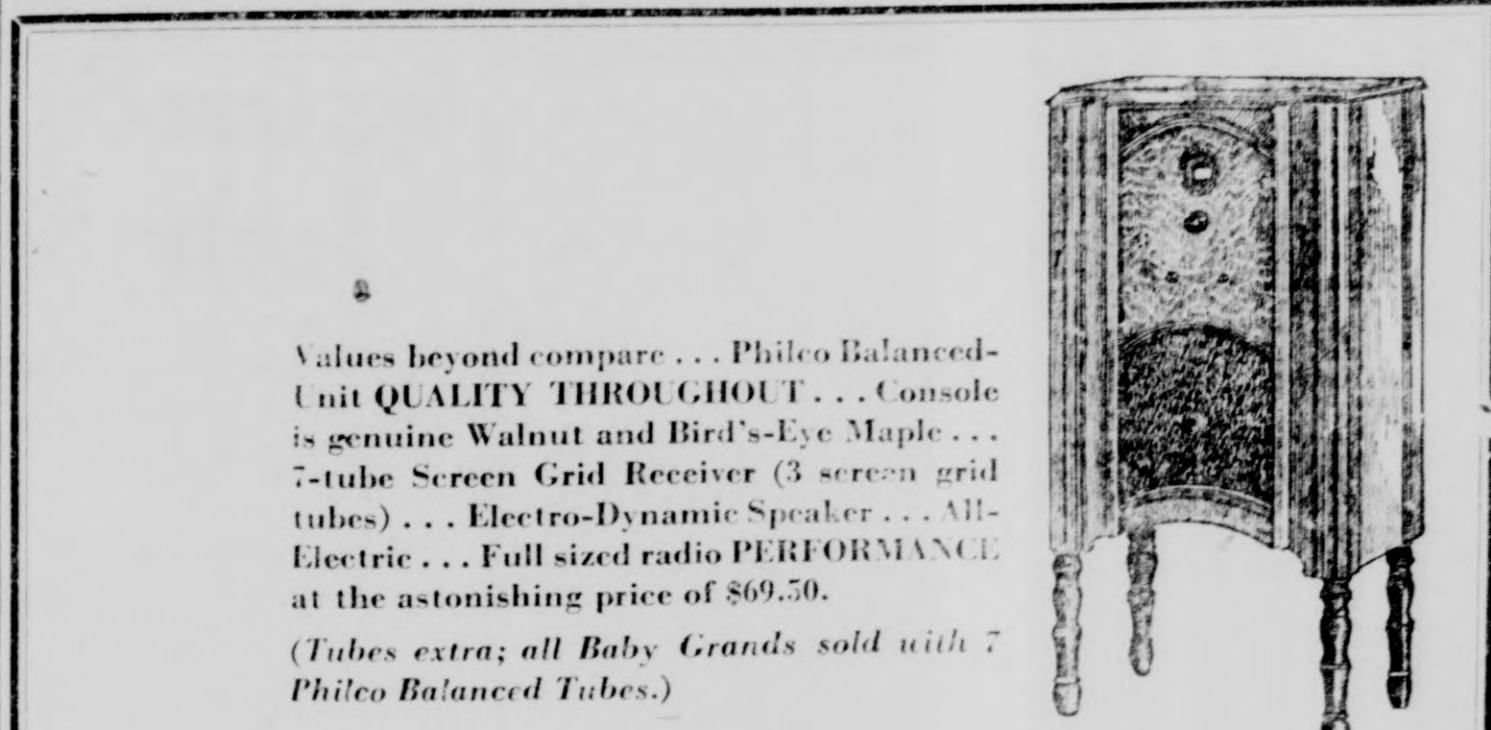 Values beyond compare . . . Philco Balanced-
Unit QUALITY THROUGHOUT . . . Console
is genuine Walnut and Bird's-Eye Maple . . .
7-tube Screen Grid Receiver (3 screen grid
tubes) . . . Electro-Dynamic Speaker . . . All-
Electric . . . Full sized radio PERFORMANCE
at the astonishing price of $69.50.
(Tubes extra; all Baby Grands sold with 7
Philco Balanced Tubes.)